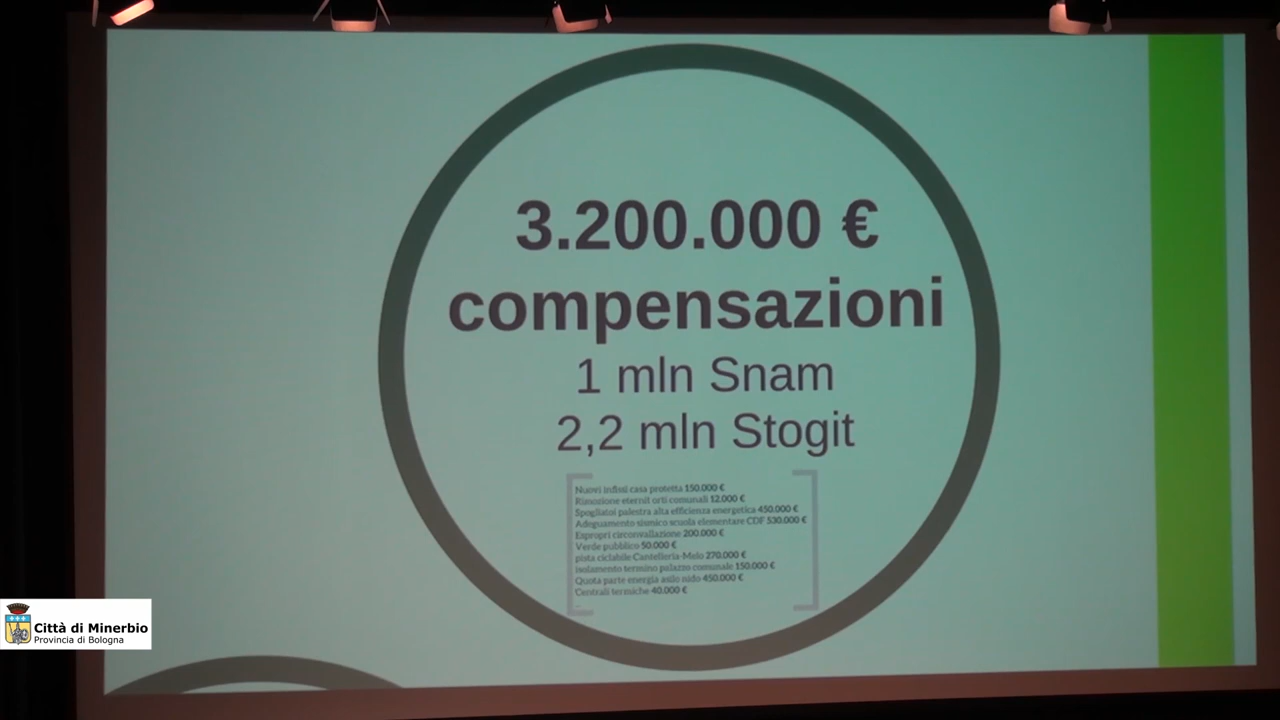 3.200.000 €
compensazioni
1 mln Snam
2,2 mln Stogit
Nuovi infissi casa protetta 150.000 €
Rimozione eternit orti comunali 12.000 €
Spogliatoi palestra alta efficienza energetica 450.000 €
Adeguamento sismico scuola elementare CDF 530.000 €
Espropri circonvallazione 200.000 €
Verde pubblico 50.000 €
pista ciclabile Canteleria-Melo 270.000 €
isolamento termino palazzo comunale 150.000 €
Quota parte energia asilo nido 450.000 €
Centrali termiche 40.000 €
Città di Minerbio
Provincia di Bologna